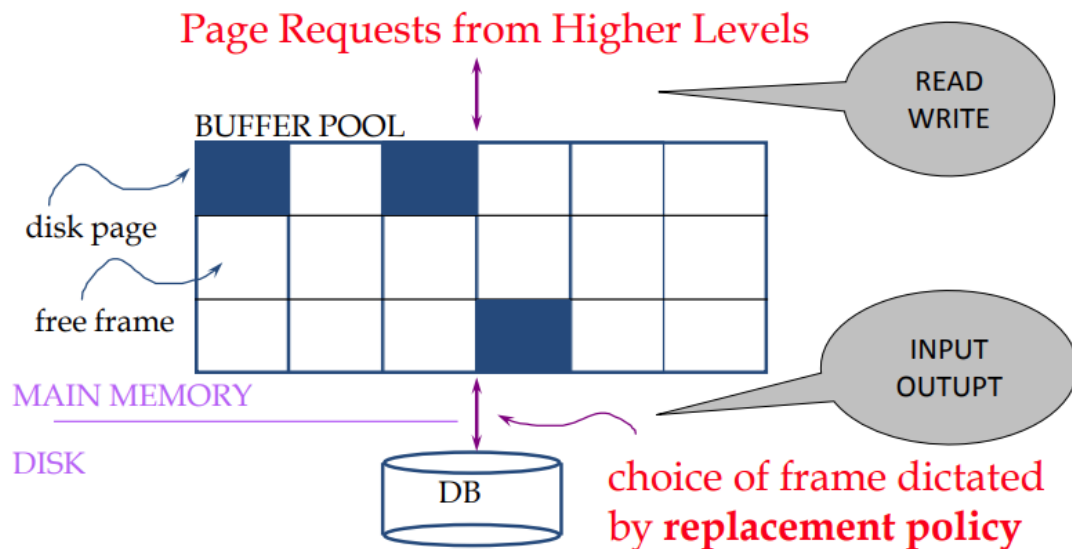 Page Requests from Higher Levels
READ
WRITE
BUFFER POOL
disk page
free frame
INPUT
OUTUPT
MAIN MEMORY
DISK
DB
choice of frame dictated
by replacement policy